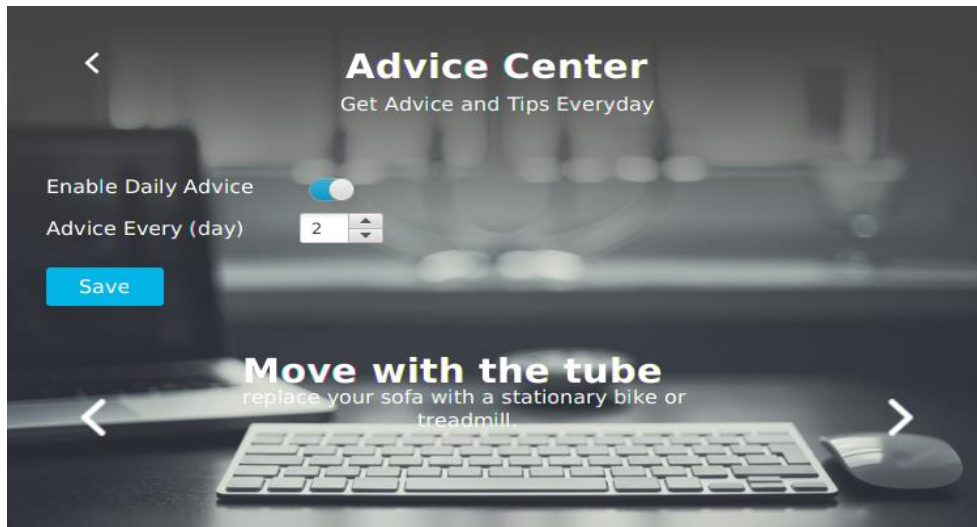 Advice Center
Get Advice and Tips Everyday
Enable Daily Advice
Advice Every (day)
2
Save
Move with the tube
replace your sofa with a stationary bike or
treadmill.